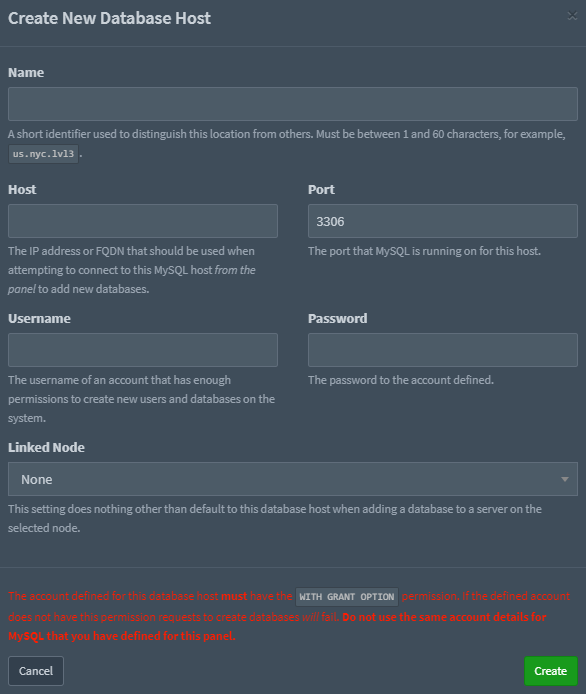 Create New Database Host
×
Name
A short identifier used to distinguish this location from others. Must be between 1 and 60 characters, for example,
us.nyc.lvl3 .
Host
The IP address or FQDN that should be used when
attempting to connect to this MySQL host from the
panel to add new databases.
Port
3306
The port that MySQL is running on for this host.
Username
The username of an account that has enough
permissions to create new users and databases on the
system.
Password
The password to the account defined.
Linked Node
None
This setting does nothing other than default to this database host when adding a database to a server on the
selected node.
The account defined for this database host must have the WITH GRANT OPTION permission. If the defined account
does not have this permission requests to create databases will fail. Do not use the same account details for
MySQL that you have defined for this panel.
Cancel
Create